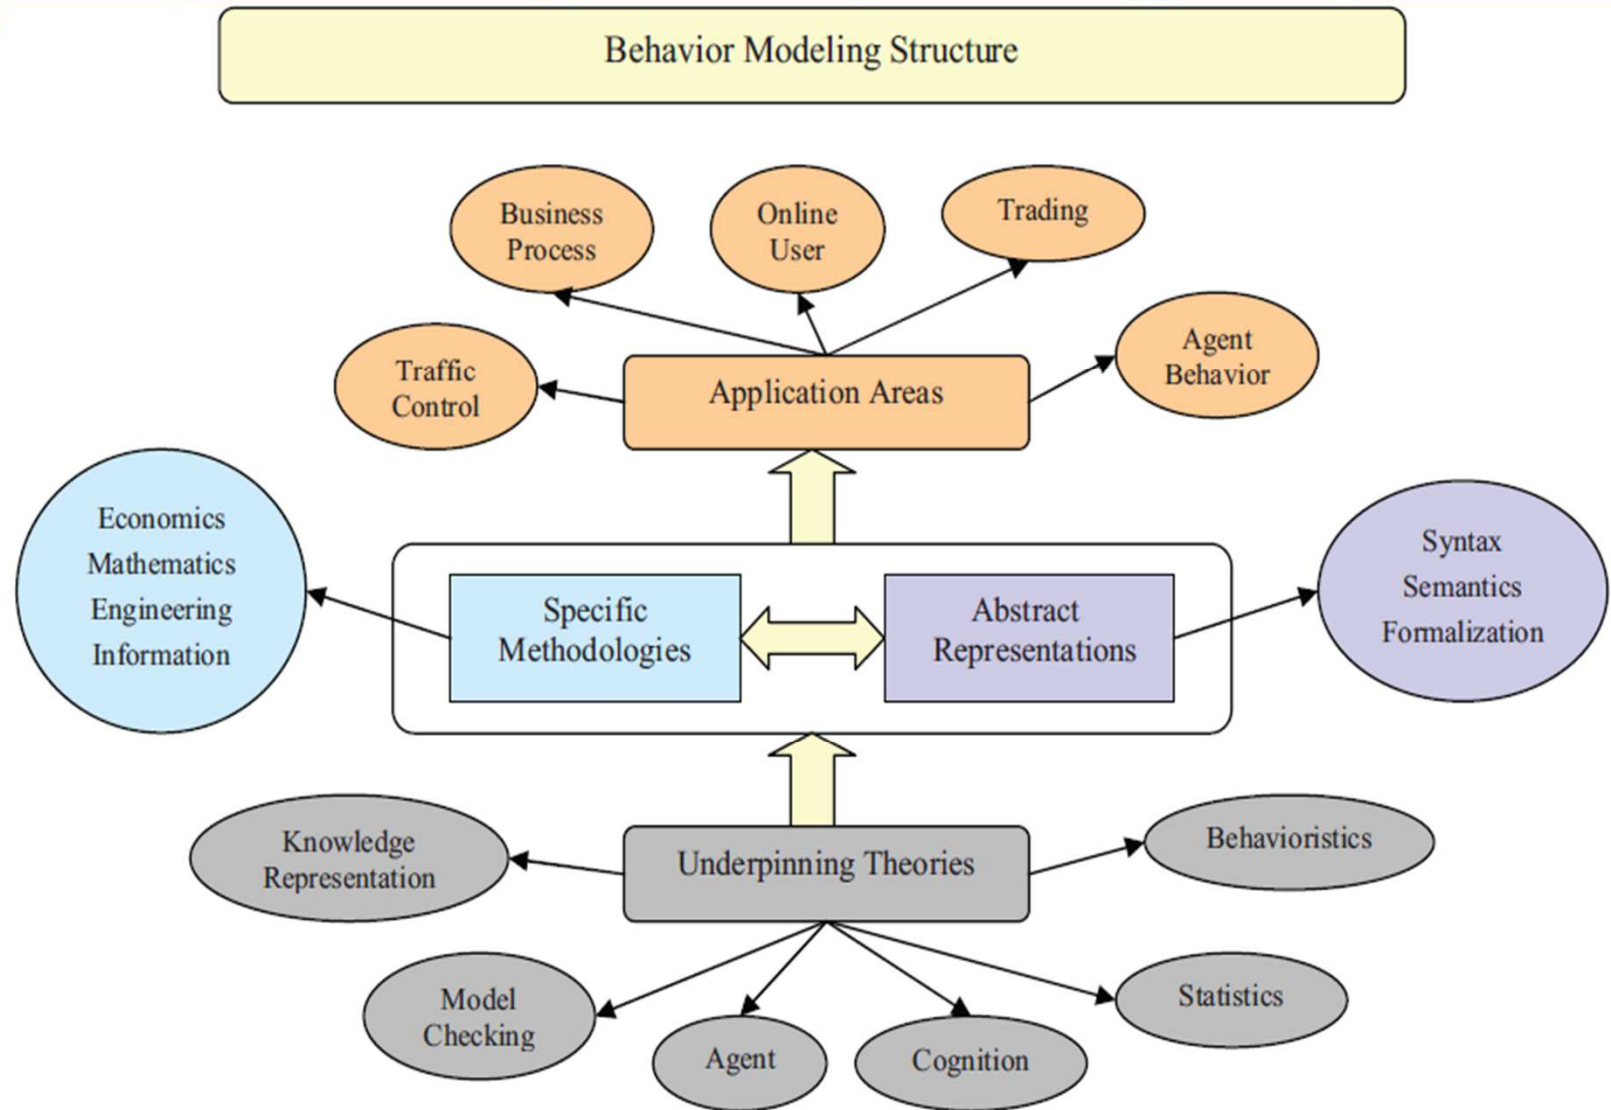 Behavior Modeling Structure
Business
Process
Online
User
Trading
Traffic
Control
Application Areas
Agent
Behavior
Economics
Mathematics
Engineering
Information
Specific
Methodologies
Abstract
Representations
Syntax
Semantics
Formalization
Knowledge
Representation
Underpinning Theories
Behavioristics
Model
Checking
Agent
Cognition
Statistics